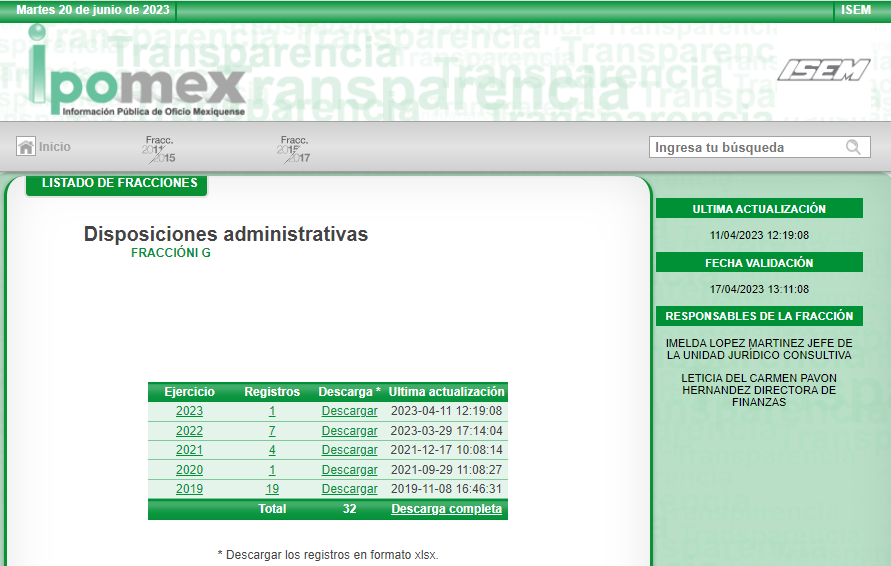 Martes 20 de junio de 2023
ISEM
ipomex
Información Pública de Oficio Mexiquense
ISEM
Inicio
Fracc.
2014/2015
Fracc.
2015/2017
Ingresa tu búsqueda
LISTADO DE FRACCIONES
Disposiciones administrativas
FRACCIÓNI G
Ejercicio Registros Descarga * Ultima actualización
2023 1 Descargar 2023-04-11 12:19:08
2022 7 Descargar 2023-03-29 17:14:04
2021 4 Descargar 2021-12-17 10:08:14
2020 1 Descargar 2021-09-29 11:08:27
2019 19 Descargar 2019-11-08 16:46:31
Total 32 Descarga completa
* Descargar los registros en formato xlsx.
ULTIMA ACTUALIZACIÓN
11/04/2023 12:19:08
FECHA VALIDACIÓN
17/04/2023 13:11:08
RESPONSABLES DE LA FRACCIÓN
IMELDA LOPEZ MARTINEZ JEFE DE
LA UNIDAD JURÍDICO CONSULTIVA
LETICIA DEL CARMEN PAVON
HERNANDEZ DIRECTORA DE
FINANZAS